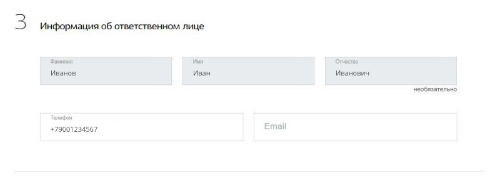 3 Информация об ответственном лице
Фамилия Имя Отчество
Иванов Иван Иванович
необязательно
Телефон
+79001234567 Email